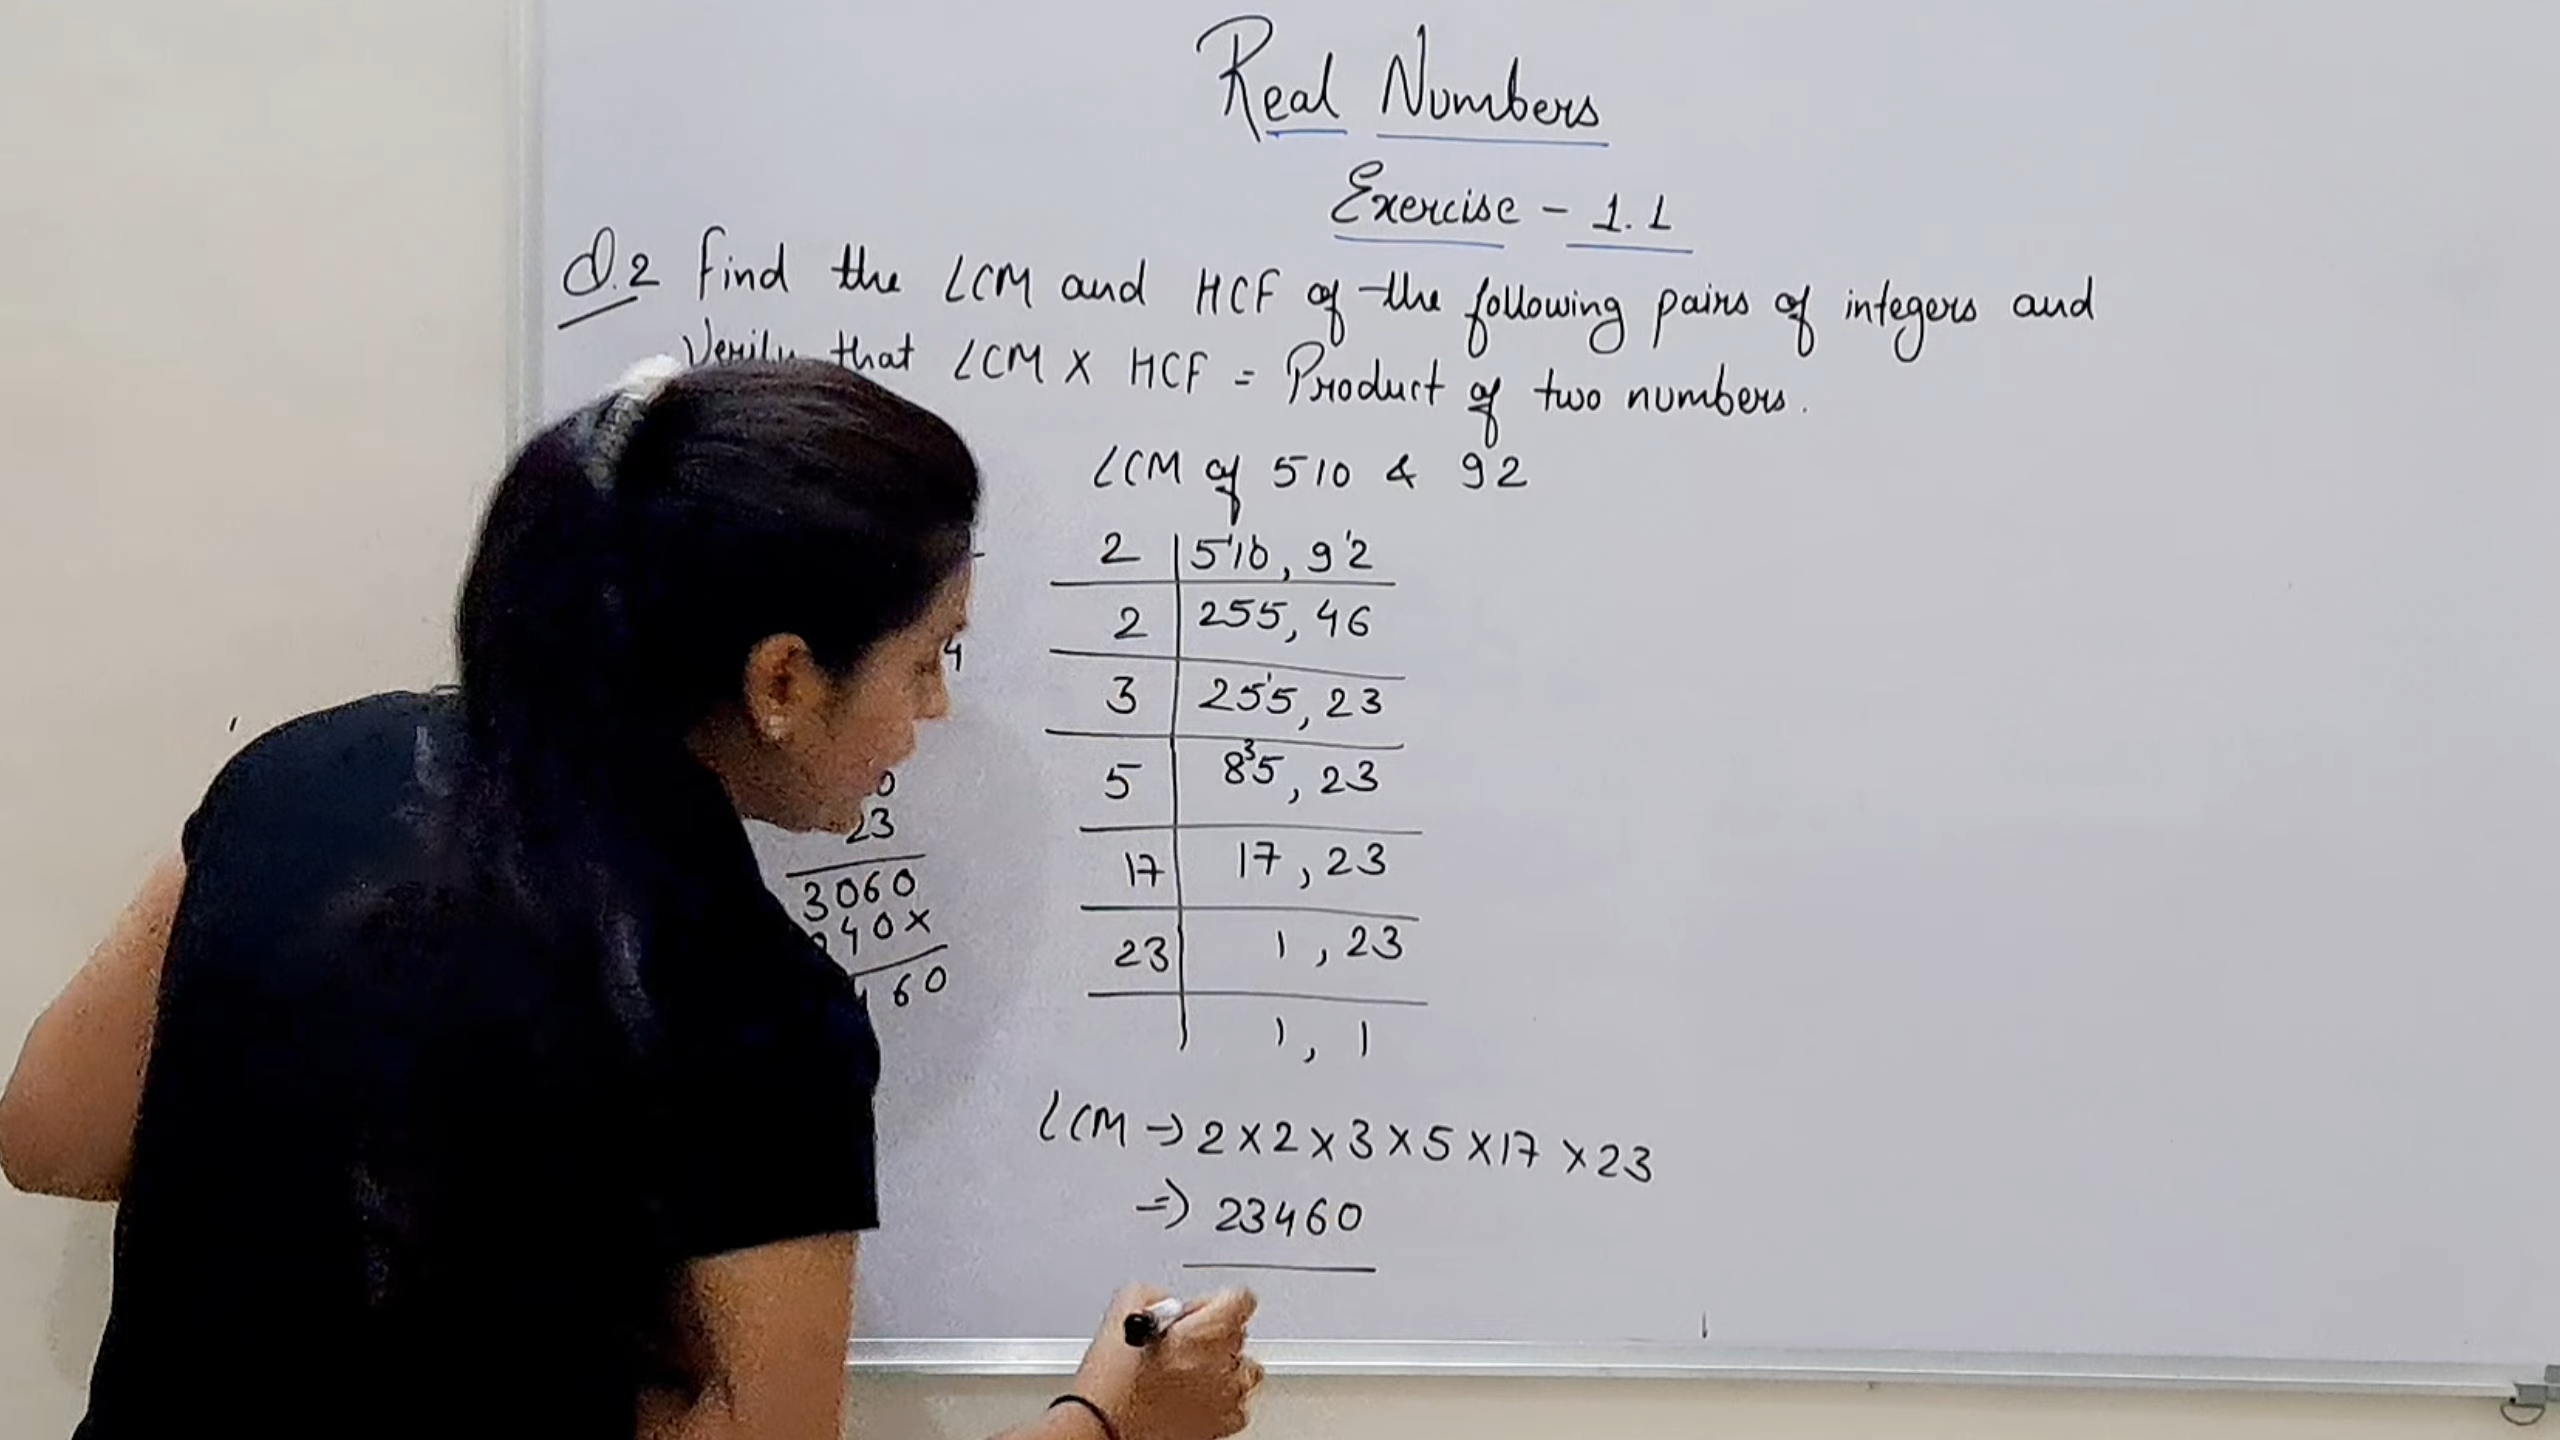 Real Numbers
Exercise - 1.1
Q.2 Find the LCM and HCF of the following pairs of integers and
Verify that LCM X HCF = Product of two numbers.
LCM of 510 & 92
2 | 510, 92
2 | 255, 46
3 | 255, 23
5 | 85, 23
17 | 17, 23
23 | 1, 23
1, 1
LCM → 2 × 2 × 3 × 5 × 17 × 23
⇒ 23460
4
0
23
3060
40×
60